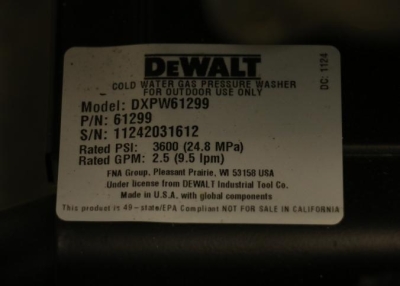 DEWALT
COLD WATER GAS PRESSURE WASHER
FOR OUTDOOR USE ONLY
Model: DXPW61299
P/N: 61299
S/N: 11242031612
Rated PSI: 3600 (24.8 MPa)
Rated GPM: 2.5 (9.5 lpm)
FNA Group, Pleasant Prairie, WI 53158 USA
Under license from DEWALT Industrial Tool Co.
Made in U.S.A. with global components
This product is 49-state/EPA Compliant NOT FOR SALE IN CALIFORNIA
DC: 1124